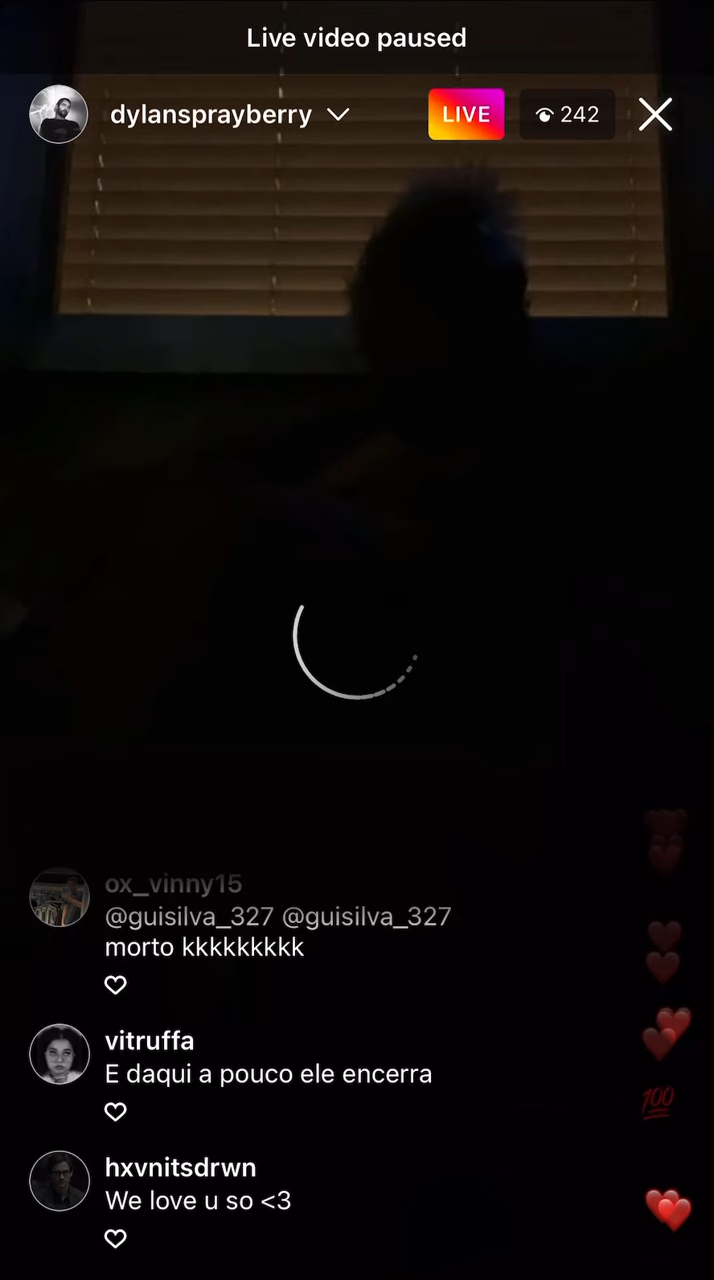 Live video paused
dylansprayberry
LIVE
242
ox_vinny15
@guisilva_327 @guisilva_327
morto kkkkkkkkk
vitruffa
E daqui a pouco ele encerra
hxvnitsdrwn
We love u so <3
💯